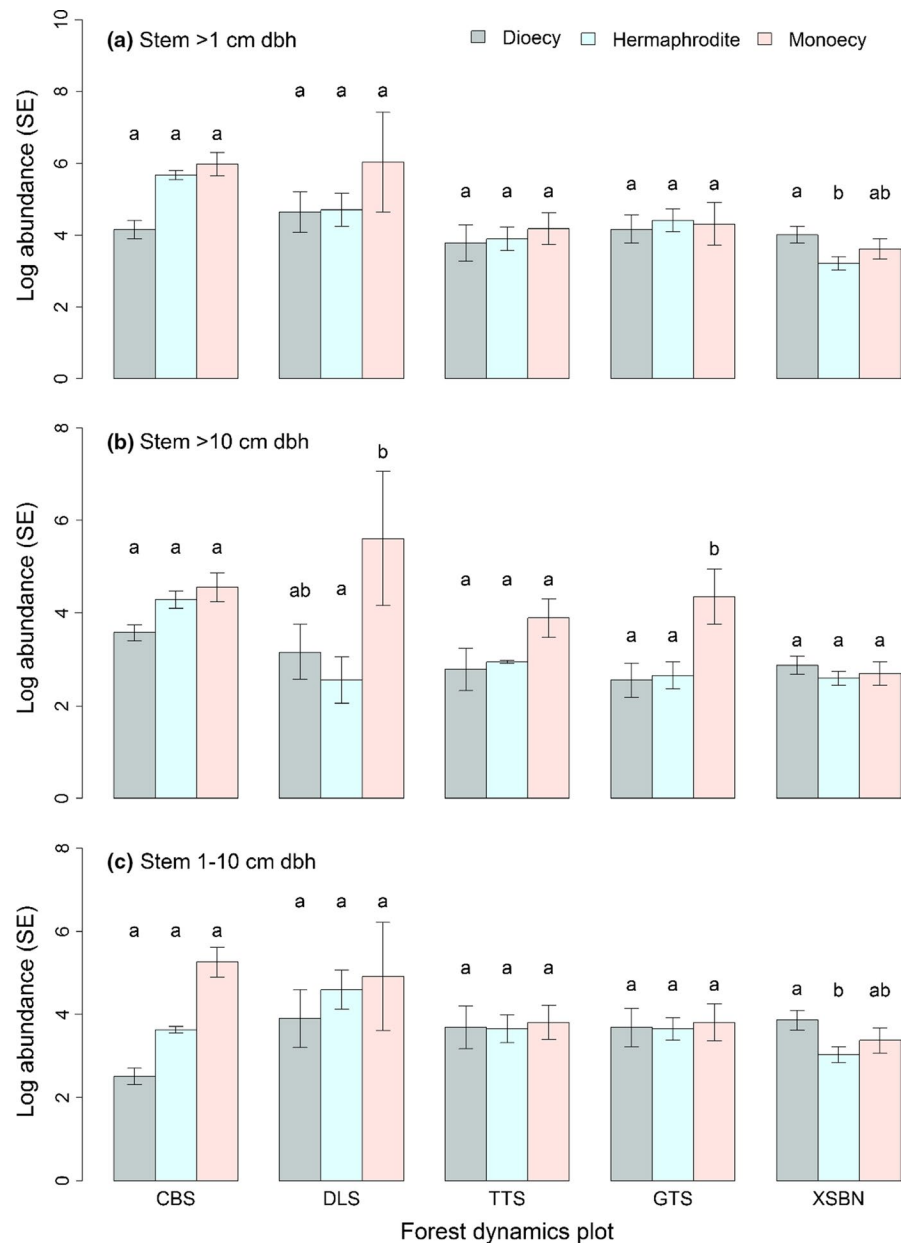 (a) Stem >1 cm dbh
Dioecy Hermaphrodite Monoecy
Log abundance (SE)
0 2 4 6 8 10
a a a a a a a a a a a a a b ab
(b) Stem >10 cm dbh
Log abundance (SE)
0 2 4 6 8
a a a ab a b a a a a a b a a a
(c) Stem 1-10 cm dbh
Log abundance (SE)
0 2 4 6 8
a a a a a a a a a a a a a b ab
CBS DLS TTS GTS XSBN
Forest dynamics plot